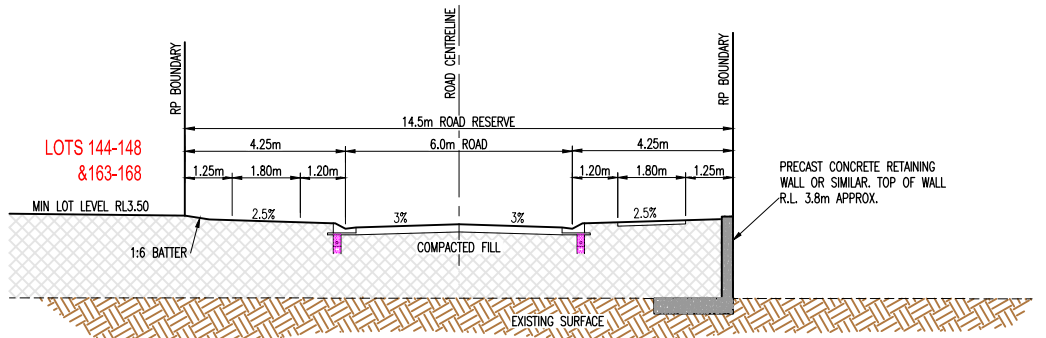 RP BOUNDARY
ROAD CENTRELINE
RP BOUNDARY
14.5m ROAD RESERVE
LOTS 144-148
&163-168
4.25m
6.0m ROAD
4.25m
1.25m
1.80m
1.20m
1.20m
1.80m
1.25m
PRECAST CONCRETE RETAINING
WALL OR SIMILAR. TOP OF WALL
R.L. 3.8m APPROX.
MIN LOT LEVEL RL3.50
2.5%
3%
3%
2.5%
1:6 BATTER
COMPACTED FILL
EXISTING SURFACE